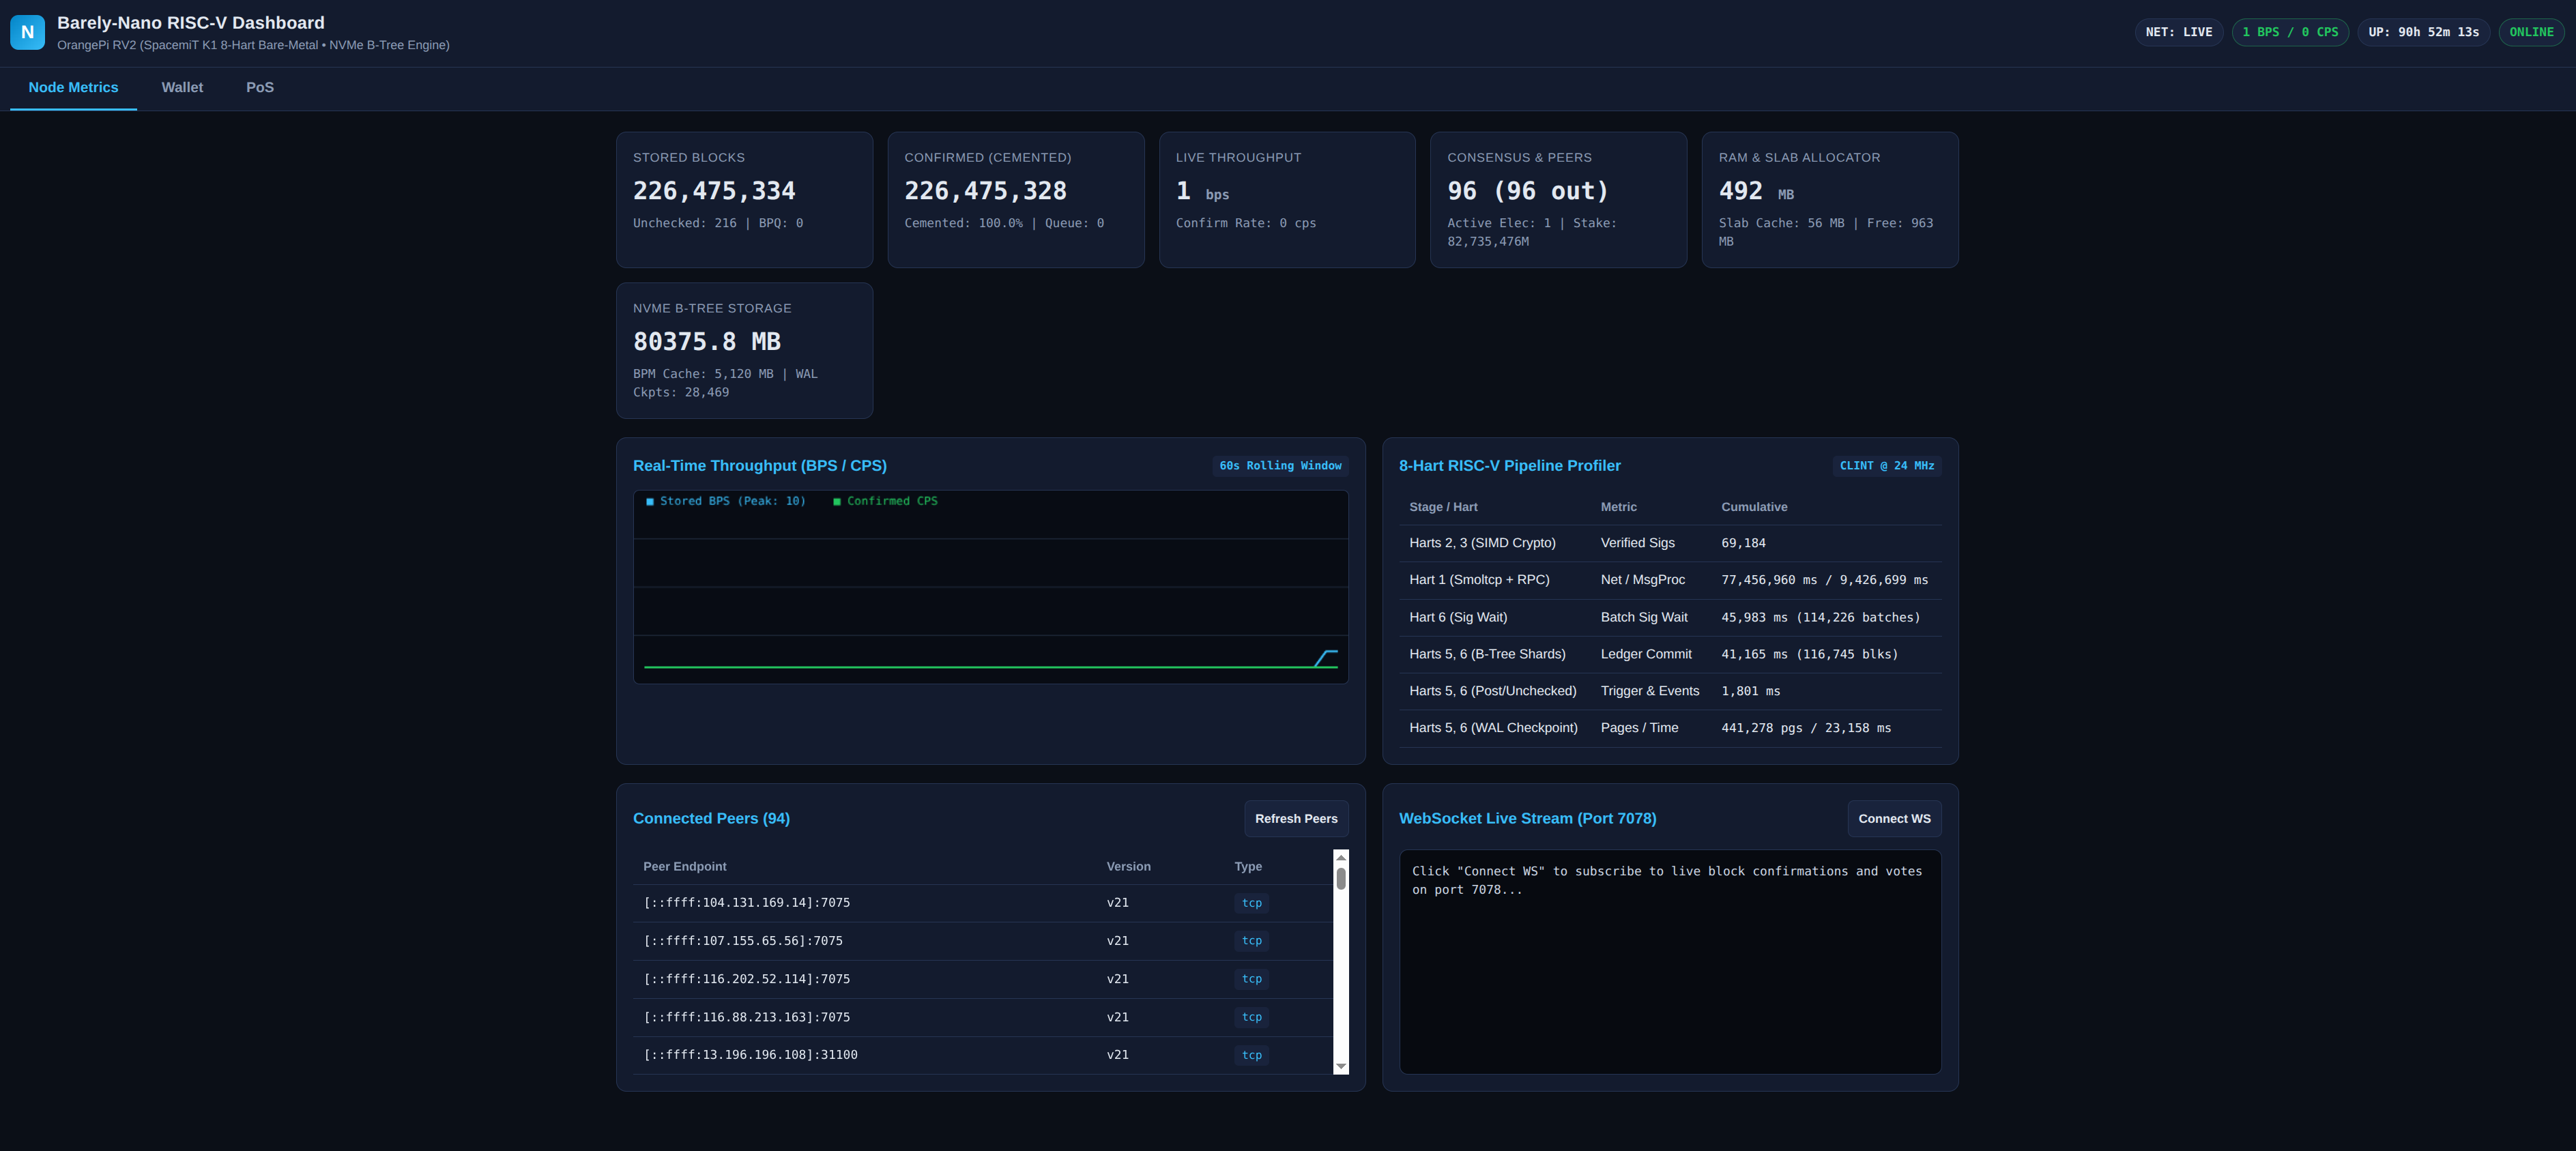 N
Barely-Nano RISC-V Dashboard
OrangePi RV2 (SpacemiT K1 8-Hart Bare-Metal • NVMe B-Tree Engine)
NET: LIVE
1 BPS / 0 CPS
UP: 90h 52m 13s
ONLINE
Node Metrics
Wallet
PoS
STORED BLOCKS
226,475,334
Unchecked: 216 | BPQ: 0
CONFIRMED (CEMENTED)
226,475,328
Cemented: 100.0% | Queue: 0
LIVE THROUGHPUT
1 bps
Confirm Rate: 0 cps
CONSENSUS & PEERS
96 (96 out)
Active Elec: 1 | Stake:
82,735,476M
RAM & SLAB ALLOCATOR
492 MB
Slab Cache: 56 MB | Free: 963
MB
NVME B-TREE STORAGE
80375.8 MB
BPM Cache: 5,120 MB | WAL
Ckpts: 28,469
Real-Time Throughput (BPS / CPS)
60s Rolling Window
Stored BPS (Peak: 10)
Confirmed CPS
8-Hart RISC-V Pipeline Profiler
CLINT @ 24 MHz
Stage / Hart Metric Cumulative
Harts 2, 3 (SIMD Crypto) Verified Sigs 69,184
Hart 1 (Smoltcp + RPC) Net / MsgProc 77,456,960 ms / 9,426,699 ms
Hart 6 (Sig Wait) Batch Sig Wait 45,983 ms (114,226 batches)
Harts 5, 6 (B-Tree Shards) Ledger Commit 41,165 ms (116,745 blks)
Harts 5, 6 (Post/Unchecked) Trigger & Events 1,801 ms
Harts 5, 6 (WAL Checkpoint) Pages / Time 441,278 pgs / 23,158 ms
Connected Peers (94)
Refresh Peers
Peer Endpoint Version Type
[::ffff:104.131.169.14]:7075 v21 tcp
[::ffff:107.155.65.56]:7075 v21 tcp
[::ffff:116.202.52.114]:7075 v21 tcp
[::ffff:116.88.213.163]:7075 v21 tcp
[::ffff:13.196.196.108]:31100 v21 tcp
WebSocket Live Stream (Port 7078)
Connect WS
Click "Connect WS" to subscribe to live block confirmations and votes
on port 7078...